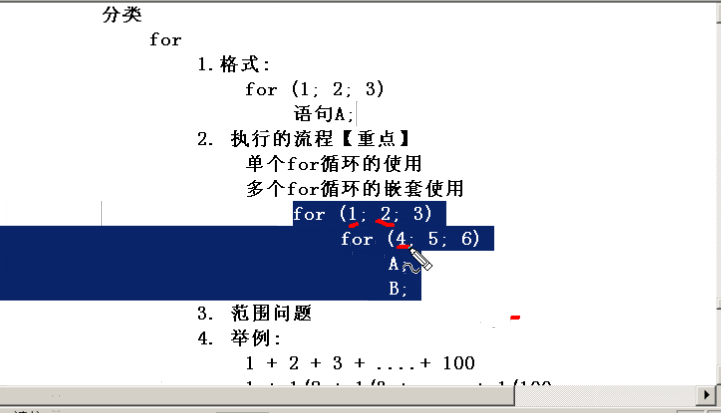 分类
for
1.格式:
for (1; 2; 3)
语句A;
2. 执行的流程【重点】
单个for循环的使用
多个for循环的嵌套使用
for (1; 2; 3)
for (4; 5; 6)
A
B;
3. 范围问题
4. 举例:
1 + 2 + 3 + ....+ 100